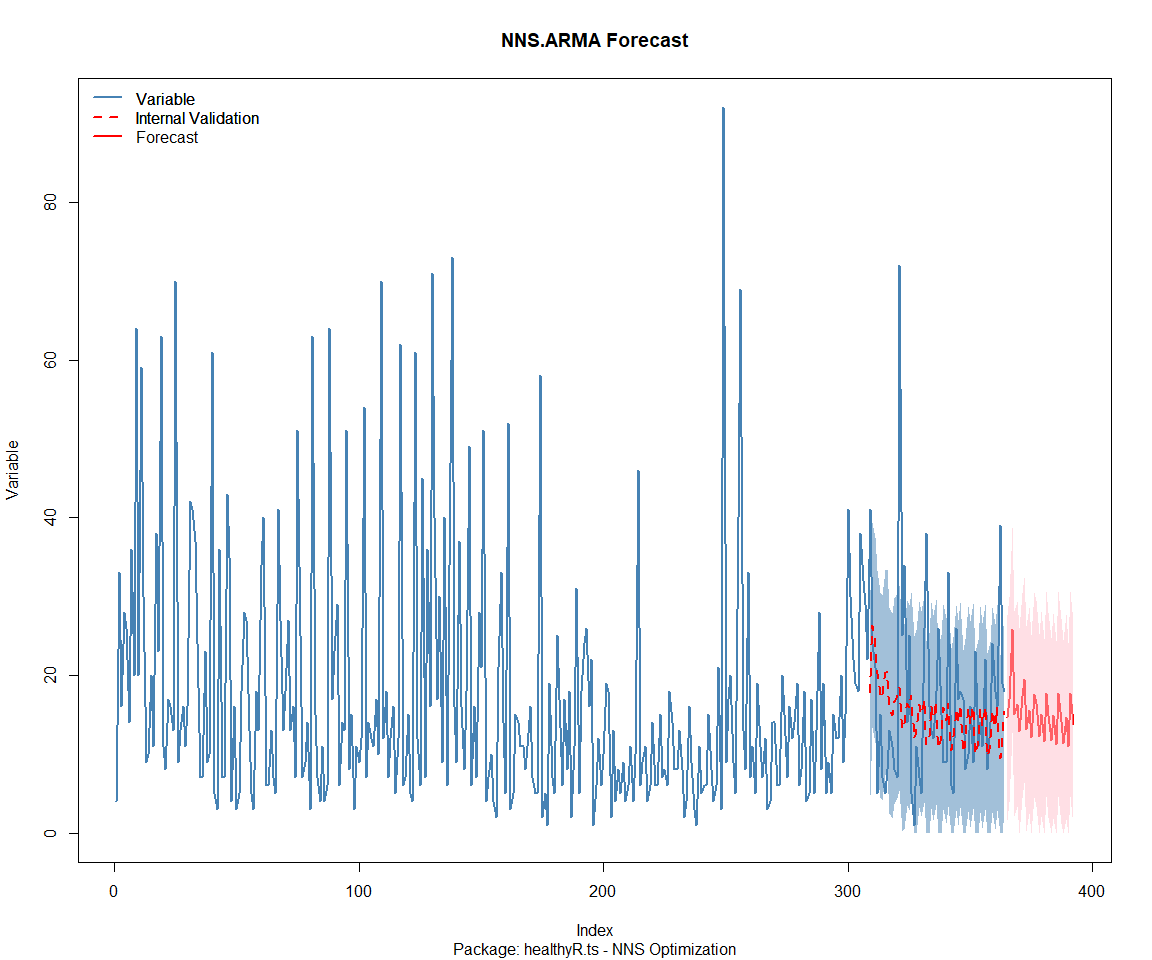 NNS.ARMA Forecast
Variable
Internal Validation
Forecast
Variable
80
60
40
20
0
0
100
200
300
400
Index
Package: healthyR.ts - NNS Optimization